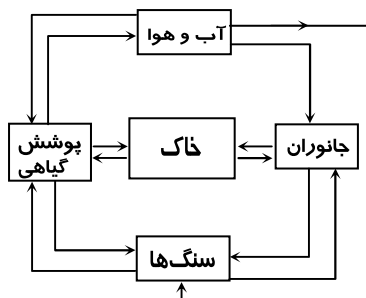 آب و هوا
پوشش
گیاهی
خاک
جانوران
سنگ‌ها